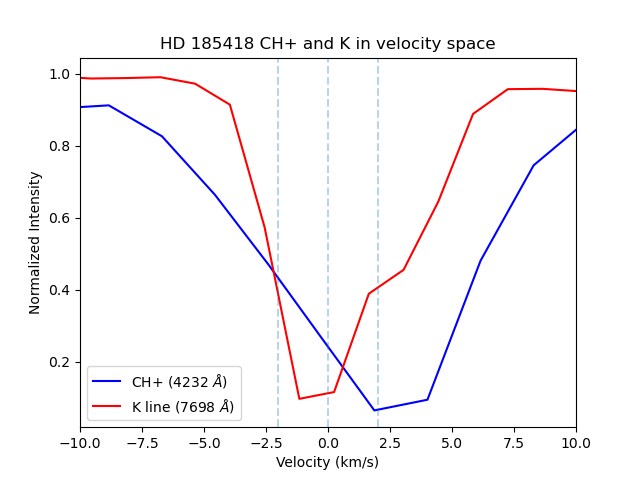 HD 185418 CH+ and K in velocity space
Normalized Intensity
1.0
0.8
0.6
0.4
0.2
CH+ (4232 Å)
K line (7698 Å)
−10.0 −7.5 −5.0 −2.5 0.0 2.5 5.0 7.5 10.0
Velocity (km/s)